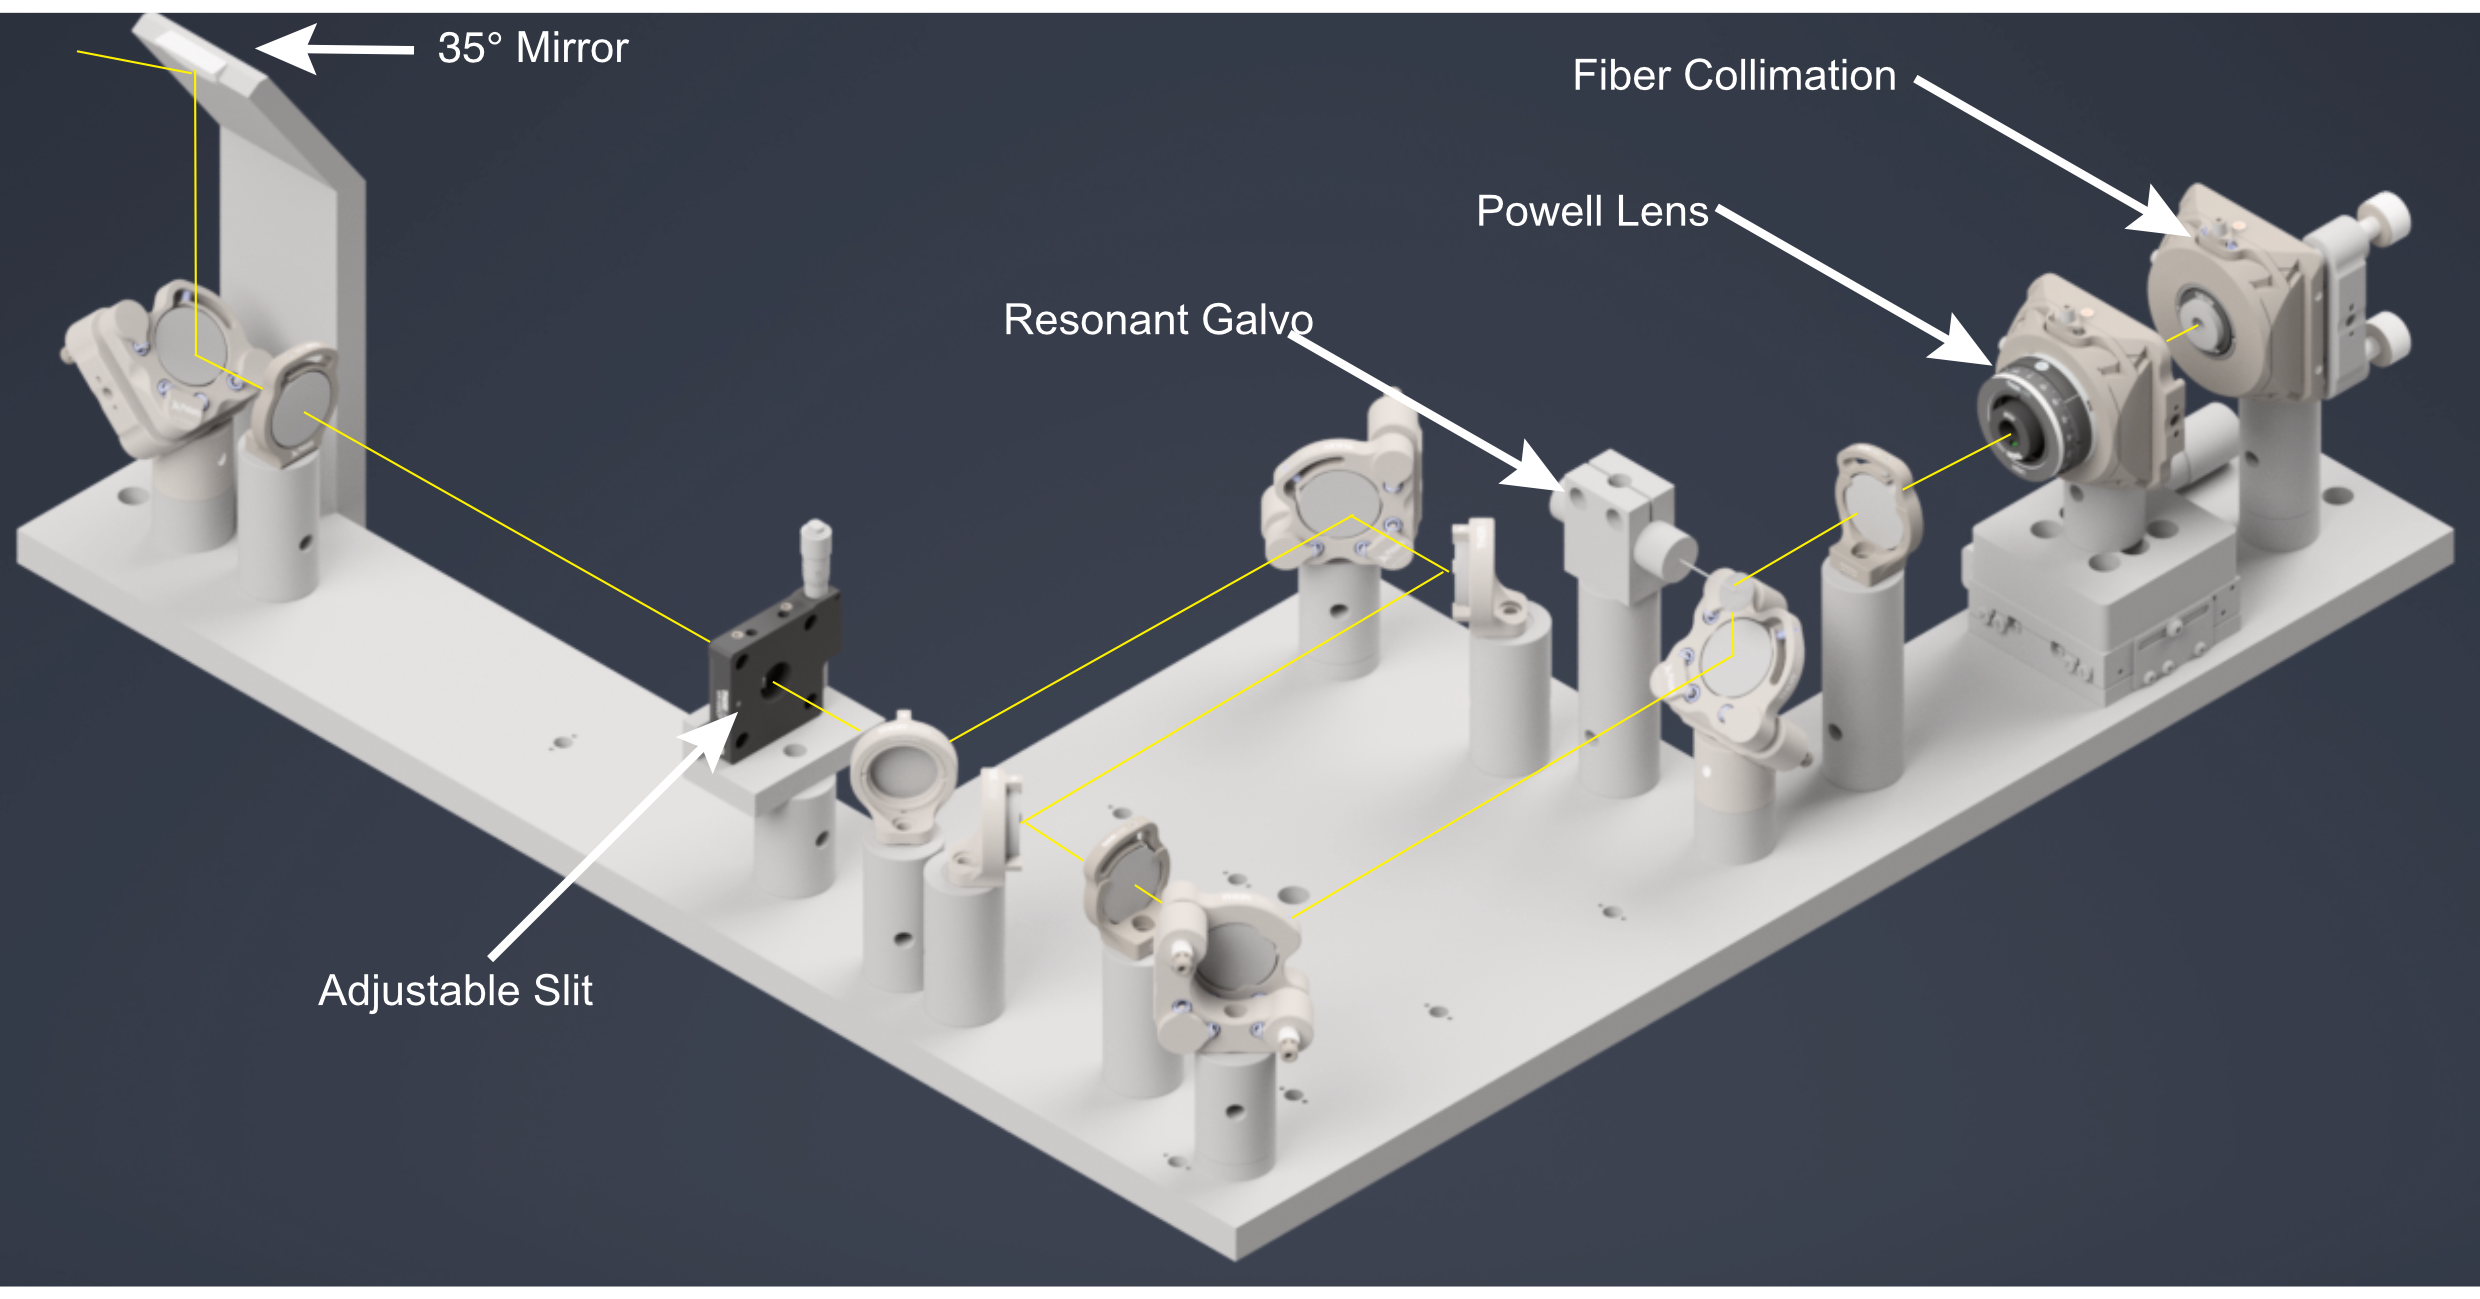 35° Mirror
Fiber Collimation
Powell Lens
Resonant Galvo
Adjustable Slit